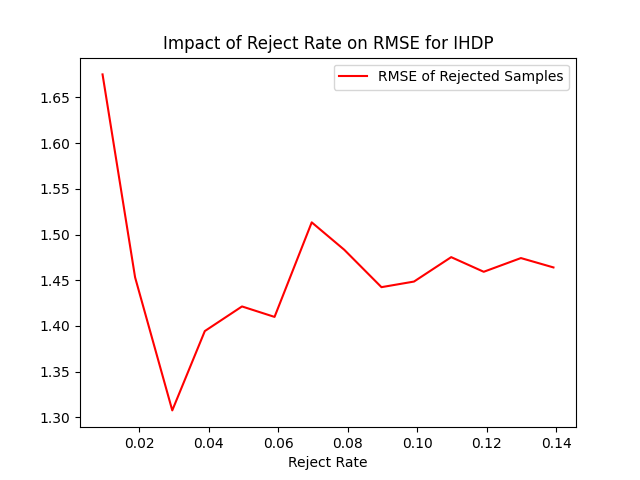 Impact of Reject Rate on RMSE for IHDP
RMSE of Rejected Samples
1.65
1.60
1.55
1.50
1.45
1.40
1.35
1.30
0.02 0.04 0.06 0.08 0.10 0.12 0.14
Reject Rate